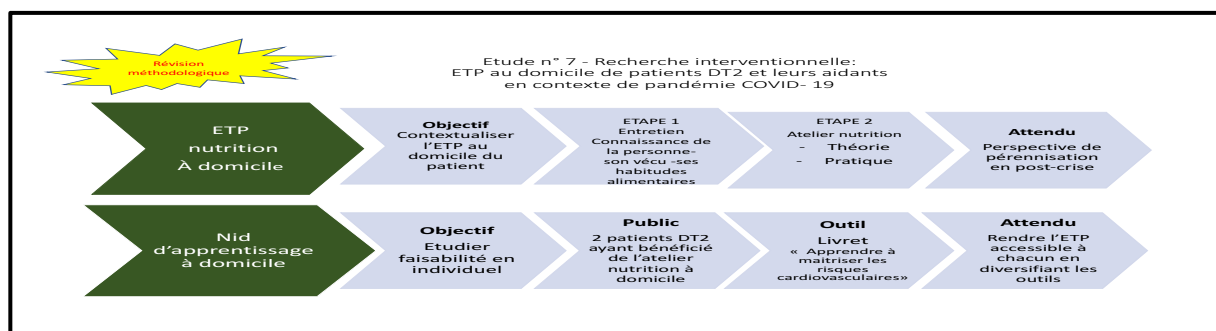 Révision
méthodologique
Etude n° 7 - Recherche interventionnelle:
ETP au domicile de patients DT2 et leurs aidants
en contexte de pandémie COVID- 19
ETP
nutrition
À domicile
Objectif
Contextualiser
l'ETP au
domicile du
patient
ETAPE 1
Entretien
Connaissance de
la personne-
son vécu -ses
habitudes
alimentaires
ETAPE 2
Atelier nutrition
- Théorie
- Pratique
Attendu
Perspective de
pérennisation
en post-crise
Nid
d'apprentissage
à domicile
Objectif
Etudier
faisabilité en
individuel
Public
2 patients DT2
ayant bénéficié
de l'atelier
nutrition à
domicile
Outil
Livret
« Apprendre à
maitriser les
risques
cardiovasculaires»
Attendu
Rendre l'ETP
accessible à
chacun en
diversifiant les
outils